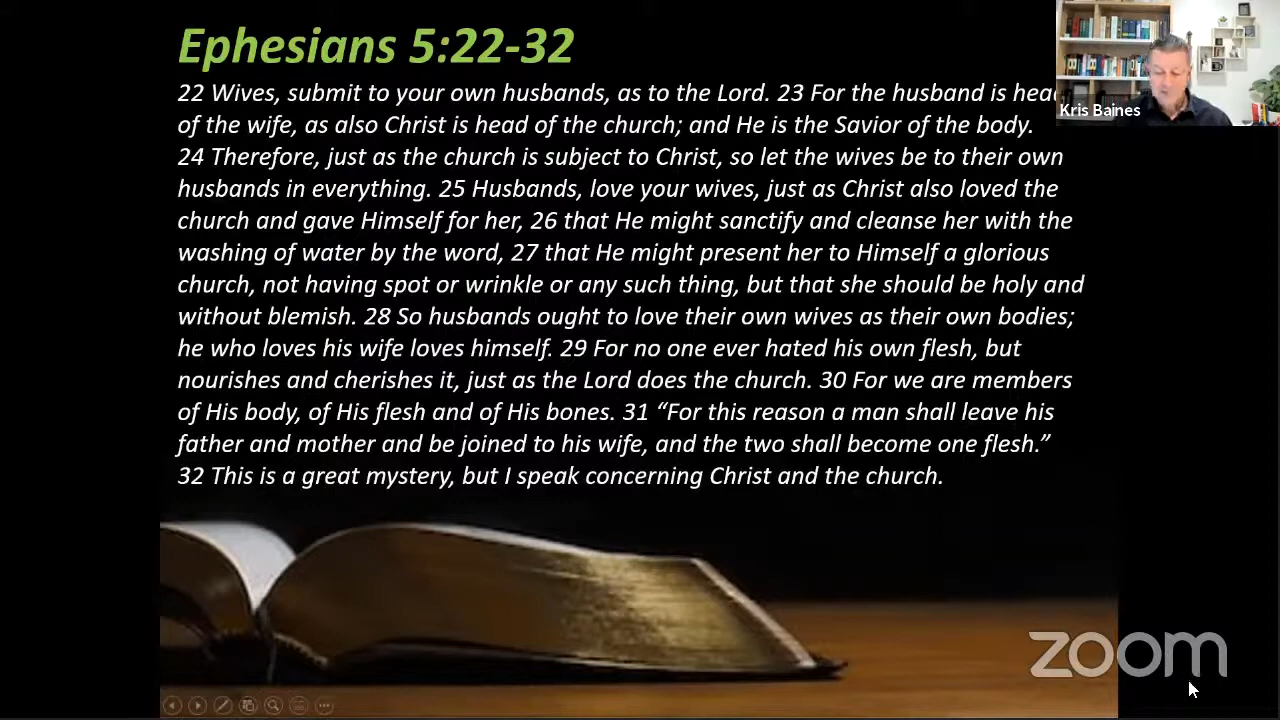 Ephesians 5:22-32
22 Wives, submit to your own husbands, as to the Lord. 23 For the husband is head
of the wife, as also Christ is head of the church; and He is the Savior of the body.
24 Therefore, just as the church is subject to Christ, so let the wives be to their own
husbands in everything. 25 Husbands, love your wives, just as Christ also loved the
church and gave Himself for her, 26 that He might sanctify and cleanse her with the
washing of water by the word, 27 that He might present her to Himself a glorious
church, not having spot or wrinkle or any such thing, but that she should be holy and
without blemish. 28 So husbands ought to love their own wives as their own bodies;
he who loves his wife loves himself. 29 For no one ever hated his own flesh, but
nourishes and cherishes it, just as the Lord does the church. 30 For we are members
of His body, of His flesh and of His bones. 31 “For this reason a man shall leave his
father and mother and be joined to his wife, and the two shall become one flesh.”
32 This is a great mystery, but I speak concerning Christ and the church.
Kris Baines
zoom